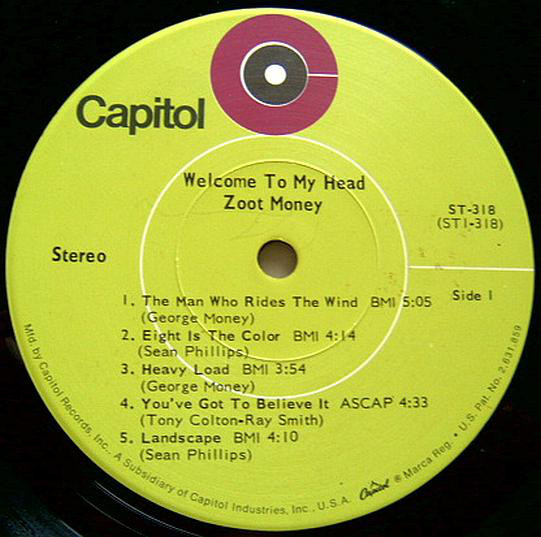 Capitol
Welcome To My Head
Zoot Money
ST-318
(ST1-318)
Stereo
Side 1
1. The Man Who Rides The Wind BMI 5:05
(George Money)
2. Eight Is The Color BMI 4:14
(Sean Phillips)
3. Heavy Load BMI 3:54
(George Money)
4. You've Got To Believe It ASCAP 4:33
(Tony Colton-Ray Smith)
5. Landscape BMI 4:10
(Sean Phillips)
Mfd. by Capitol Records, Inc., A Subsidiary of Capitol Industries, Inc., U.S.A. Capitol ® Marca Reg. • U.S. Pat. No. 2,631,859